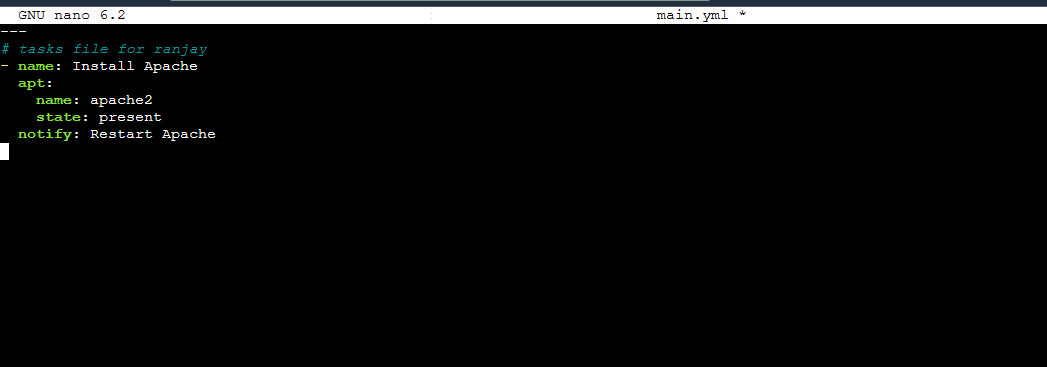 GNU nano 6.2 main.yml *
---
# tasks file for ranjay
- name: Install Apache
  apt:
    name: apache2
    state: present
  notify: Restart Apache